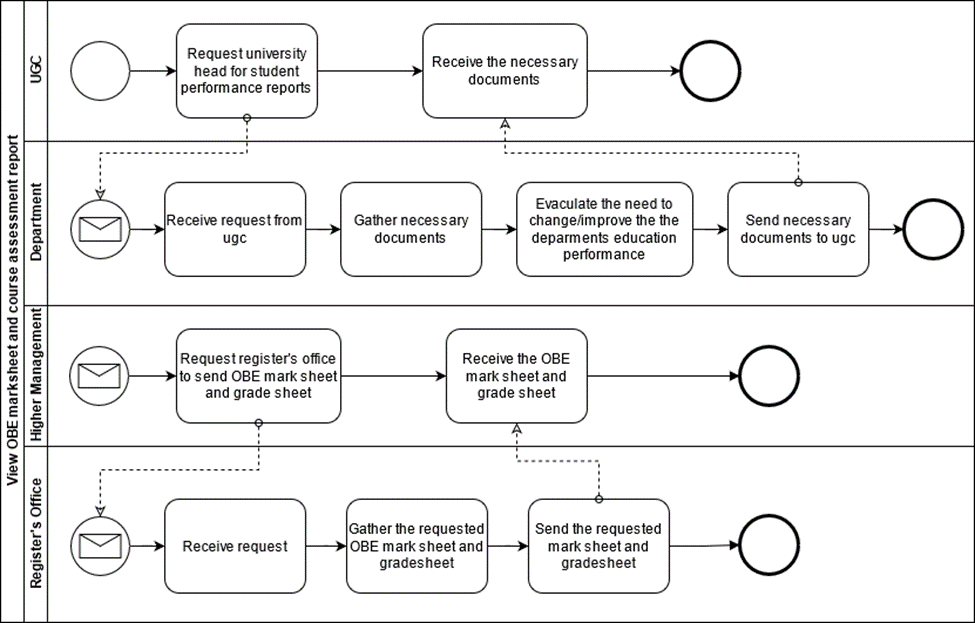 View OBE marksheet and course assessment report
UGC
Request university
head for student
performance reports
Receive the necessary
documents
Department
Receive request from
ugc
Gather necessary
documents
Evaculate the need to
change/improve the the
deparments education
performance
Send necessary
documents to ugc
Higher Management
Request register's office
to send OBE mark sheet
and grade sheet
Receive the OBE
mark sheet and
grade sheet
Register's Office
Receive request
Gather the requested
OBE mark sheet and
gradesheet
Send the requested
mark sheet and
gradesheet